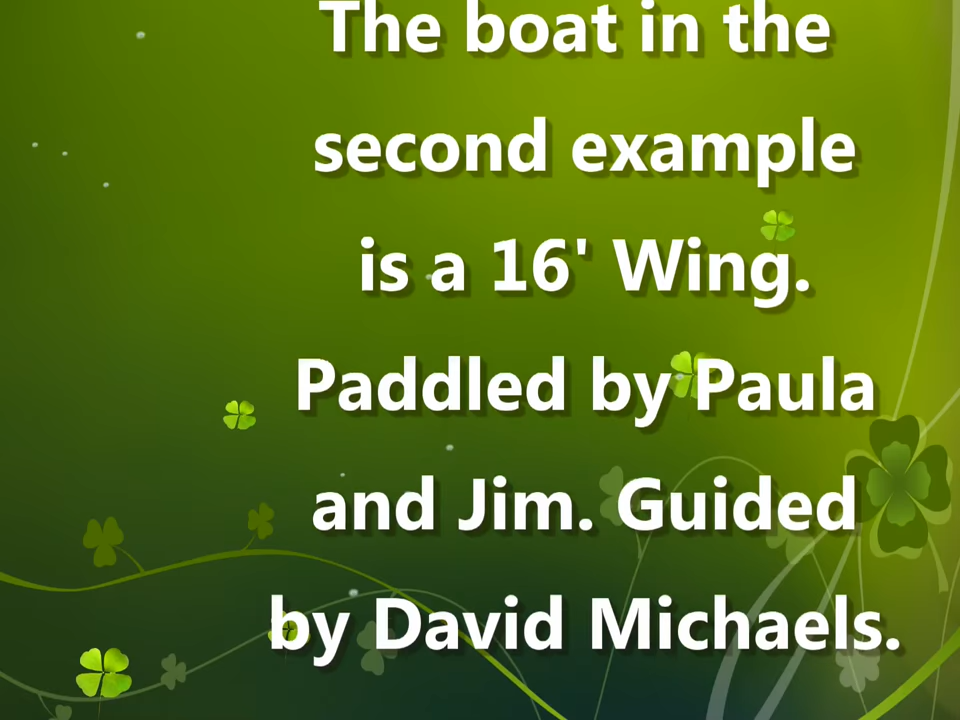 The boat in the
second example
is a 16' Wing.
Paddled by Paula
and Jim. Guided
by David Michaels.